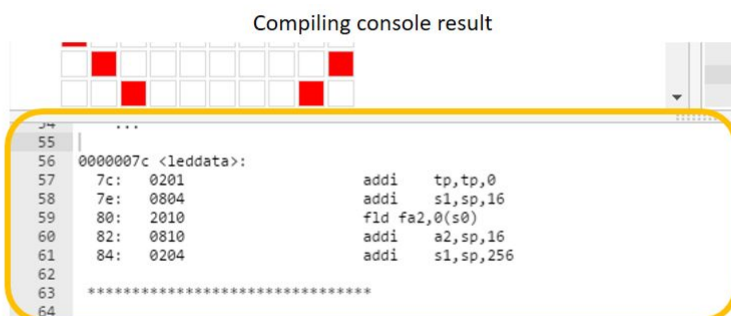 Compiling console result
54 ...
55
56 0000007c <leddata>:
57 7c: 0201 addi tp,tp,0
58 7e: 0804 addi s1,sp,16
59 80: 2010 fld fa2,0(s0)
60 82: 0810 addi a2,sp,16
61 84: 0204 addi s1,sp,256
62
63 ********************************
64